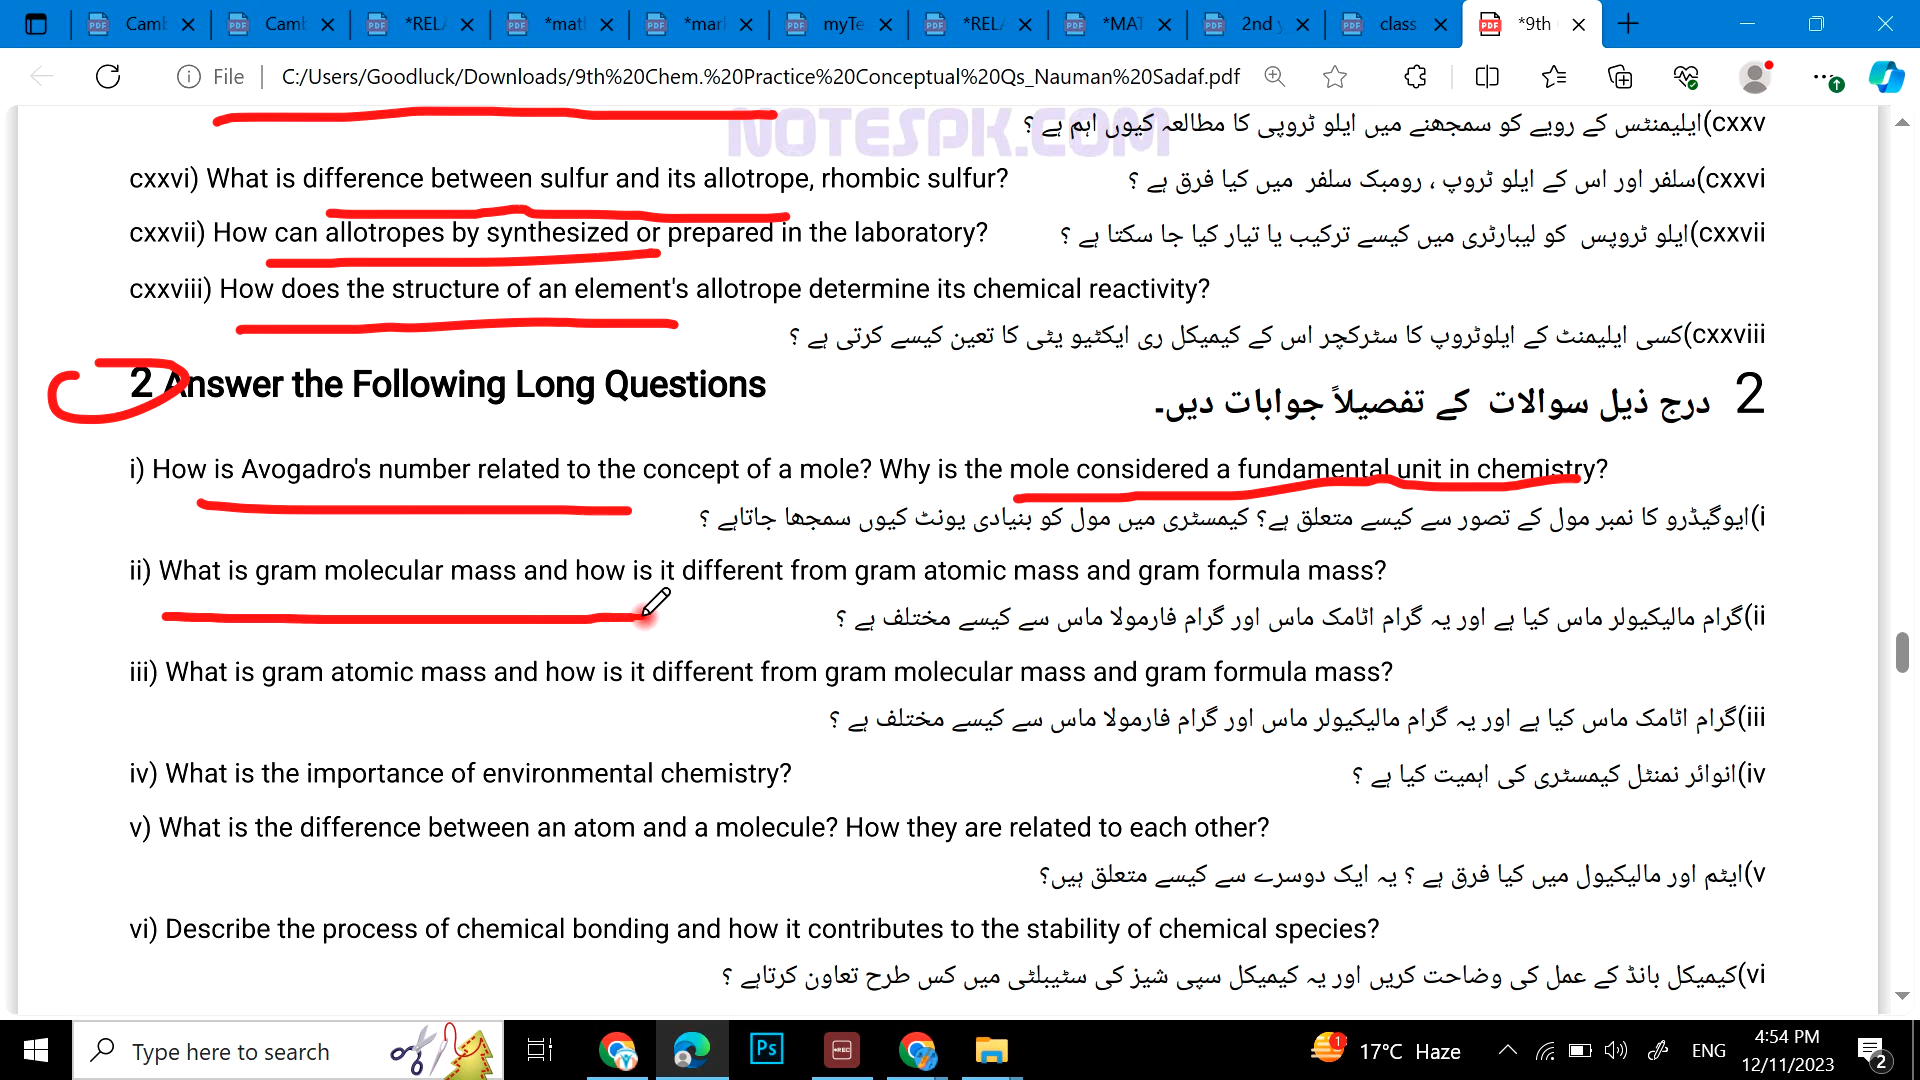 Camb
Camb
*RELA
*math
*mark
myTe
*RELA
*MAT
2nd y
class
*9th
File
C:/Users/Goodluck/Downloads/9th%20Chem.%20Practice%20Conceptual%20Qs_Nauman%20Sadaf.pdf
NOTESPK.COM
cxxv)ایلیمنٹس کے رویے کو سمجھنے میں ایلو ٹروپی کا مطالعہ کیوں اہم ہے ؟
cxxvi) What is difference between sulfur and its allotrope, rhombic sulfur?
cxxvi)سلفر اور اس کے ایلو ٹروپ ، رومبک سلفر میں کیا فرق ہے ؟
cxxvii) How can allotropes by synthesized or prepared in the laboratory?
cxxvii)ایلو ٹروپس کو لیبارٹری میں کیسے ترکیب یا تیار کیا جا سکتا ہے ؟
cxxviii) How does the structure of an element's allotrope determine its chemical reactivity?
cxxviii)کسی ایلیمنٹ کے ایلوٹروپ کا سٹرکچر اس کے کیمیکل ری ایکٹیو یٹی کا تعین کیسے کرتی ہے ؟
2 Answer the Following Long Questions
2 درج ذیل سوالات کے تفصیلاً جوابات دیں۔
i) How is Avogadro's number related to the concept of a mole? Why is the mole considered a fundamental unit in chemistry?
i)ایوگیڈرو کا نمبر مول کے تصور سے کیسے متعلق ہے؟ کیمسٹری میں مول کو بنیادی یونٹ کیوں سمجھا جاتاہے ؟
ii) What is gram molecular mass and how is it different from gram atomic mass and gram formula mass?
ii)گرام مالیکیولر ماس کیا ہے اور یہ گرام اٹامک ماس اور گرام فارمولا ماس سے کیسے مختلف ہے ؟
iii) What is gram atomic mass and how is it different from gram molecular mass and gram formula mass?
iii)گرام اٹامک ماس کیا ہے اور یہ گرام مالیکیولر ماس اور گرام فارمولا ماس سے کیسے مختلف ہے ؟
iv) What is the importance of environmental chemistry?
iv)انوائر نمنٹل کیمسٹری کی اہمیت کیا ہے ؟
v) What is the difference between an atom and a molecule? How they are related to each other?
v)ایٹم اور مالیکیول میں کیا فرق ہے ؟ یہ ایک دوسرے سے کیسے متعلق ہیں؟
vi) Describe the process of chemical bonding and how it contributes to the stability of chemical species?
vi)کیمیکل بانڈ کے عمل کی وضاحت کریں اور یہ کیمیکل سپی شیز کی سٹیبلٹی میں کس طرح تعاون کرتاہے ؟
Type here to search
Ps
REC
1
17°C Haze
ENG
4:54 PM
12/11/2023
2